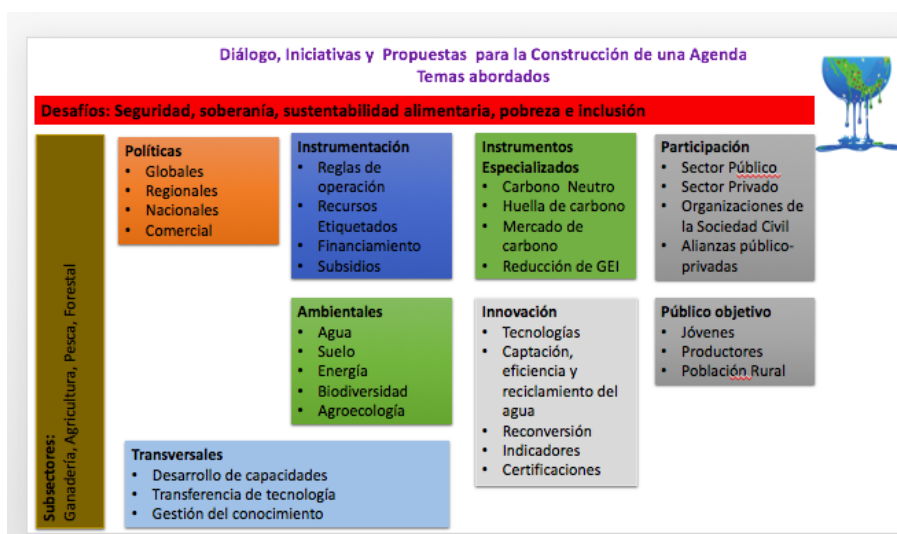 Diálogo, Iniciativas y Propuestas para la Construcción de una Agenda
Temas abordados
Desafíos: Seguridad, soberanía, sustentabilidad alimentaria, pobreza e inclusión
Subsectores:
Ganadería, Agricultura, Pesca, Forestal
Políticas
• Globales
• Regionales
• Nacionales
• Comercial
Instrumentación
• Reglas de
operación
• Recursos
Etiquetados
• Financiamiento
• Subsidios
Instrumentos
Especializados
• Carbono Neutro
• Huella de carbono
• Mercado de
carbono
• Reducción de GEI
Participación
• Sector Público
• Sector Privado
• Organizaciones de
la Sociedad Civil
• Alianzas público-
privadas
Ambientales
• Agua
• Suelo
• Energía
• Biodiversidad
• Agroecología
Innovación
• Tecnologías
• Captación,
eficiencia y
reciclamiento del
agua
• Reconversión
• Indicadores
• Certificaciones
Público objetivo
• Jóvenes
• Productores
• Población Rural
Transversales
• Desarrollo de capacidades
• Transferencia de tecnología
• Gestión del conocimiento